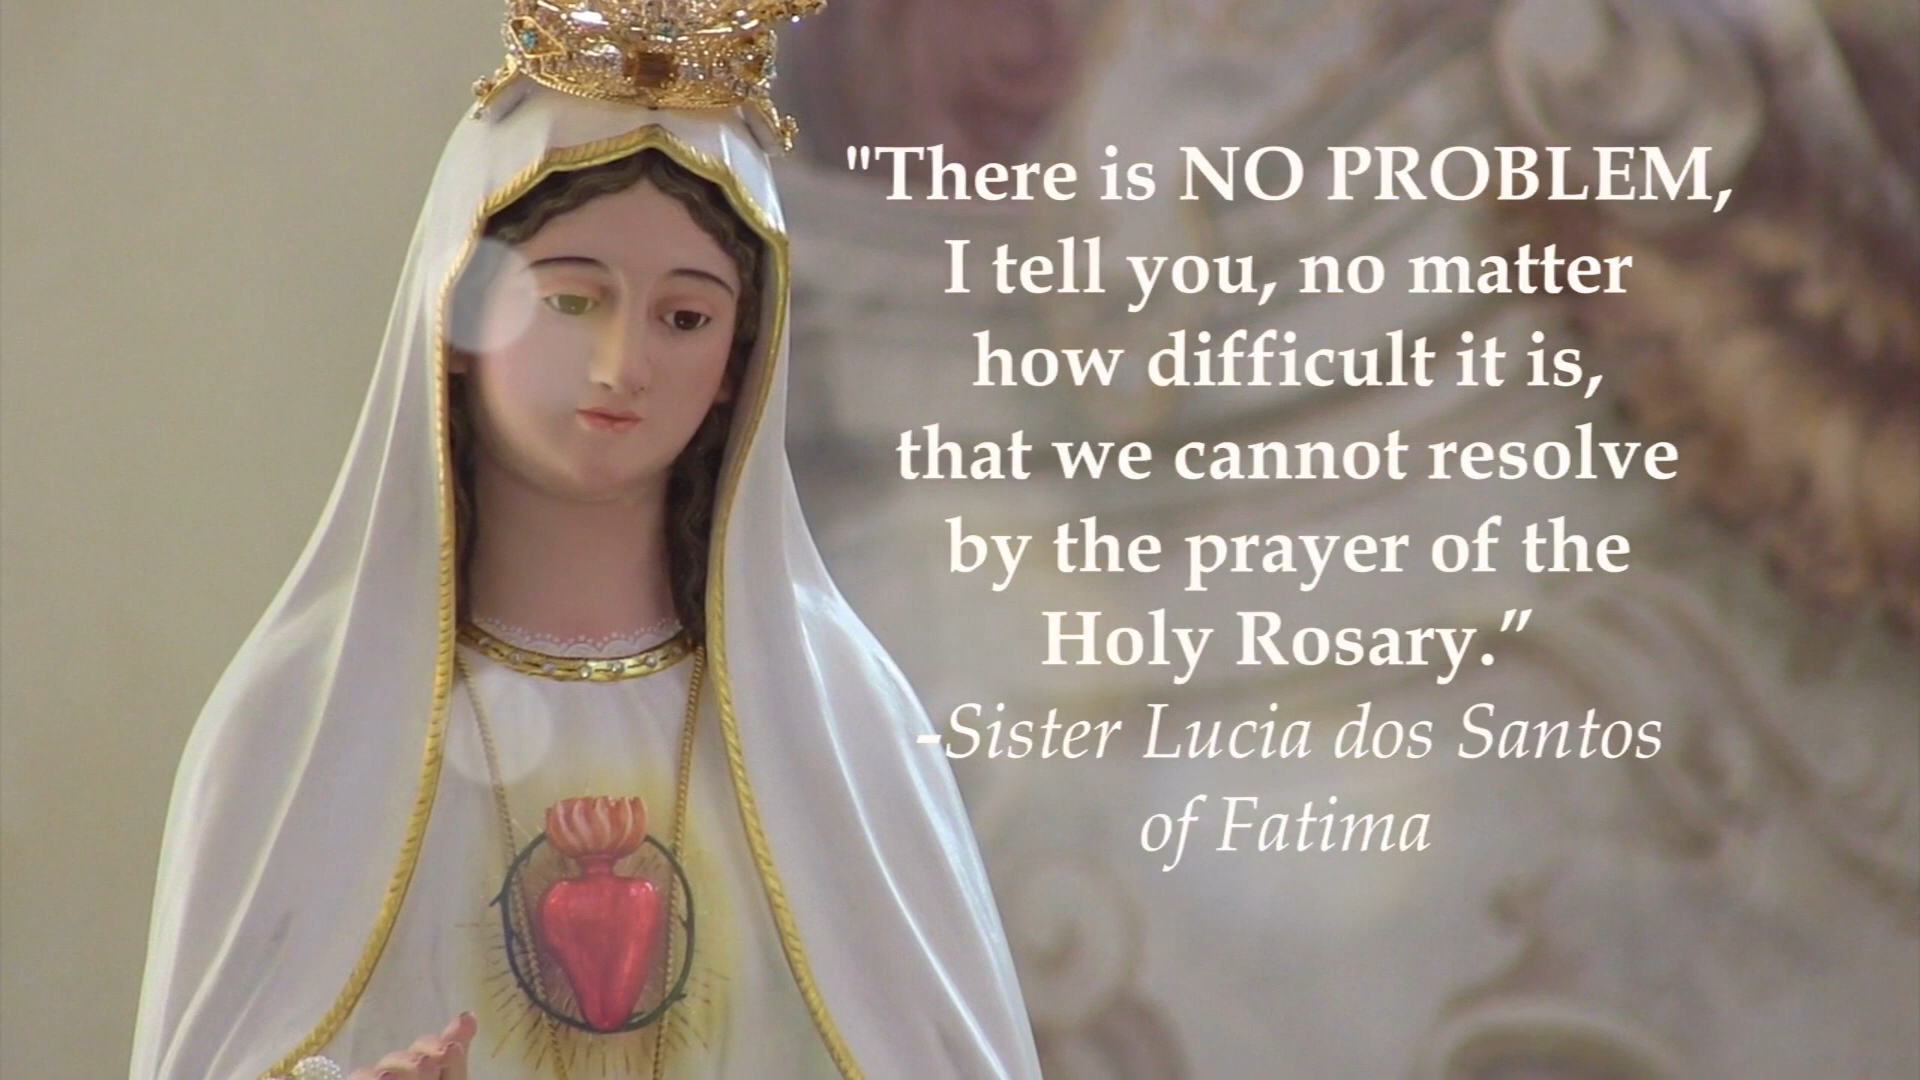 "There is NO PROBLEM,
I tell you, no matter
how difficult it is,
that we cannot resolve
by the prayer of the
Holy Rosary.”
-Sister Lucia dos Santos
of Fatima